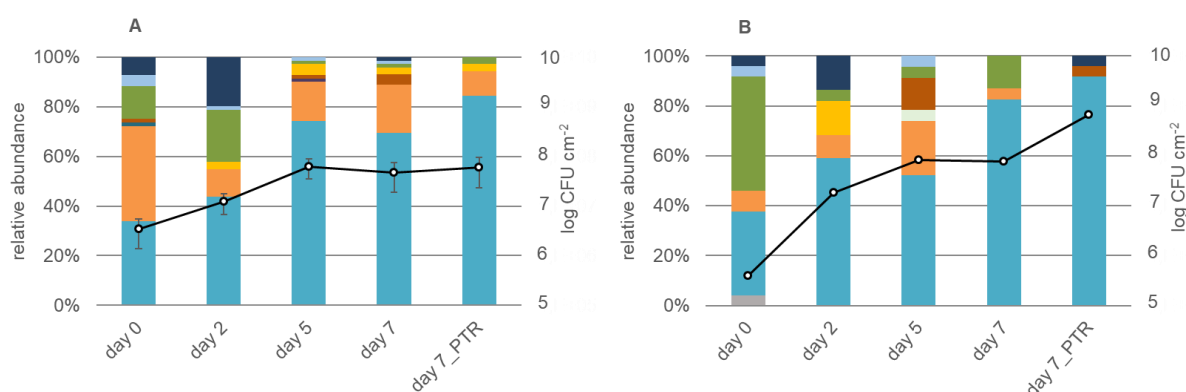 A
100%
80%
60%
40%
20%
0%
relative abundance
10
9
8
7
6
5
log CFU cm-2
day 0
day 2
day 5
day 7
day 7_PTR
B
100%
80%
60%
40%
20%
0%
relative abundance
10
9
8
7
6
5
log CFU cm-2
day 0
day 2
day 5
day 7
day 7_PTR